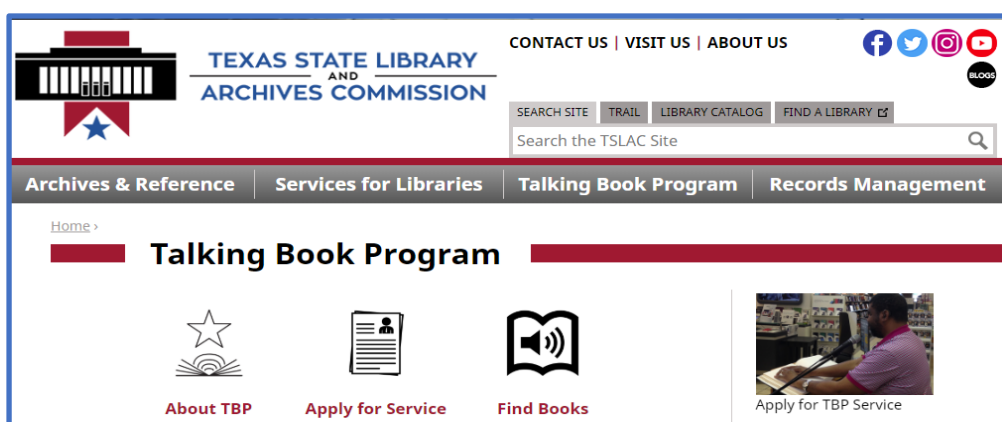 TEXAS STATE LIBRARY
AND
ARCHIVES COMMISSION
CONTACT US | VISIT US | ABOUT US
BLOGS
SEARCH SITE TRAIL LIBRARY CATALOG FIND A LIBRARY
Search the TSLAC Site
Archives & Reference Services for Libraries Talking Book Program Records Management
Home ›
Talking Book Program
About TBP Apply for Service Find Books
Apply for TBP Service